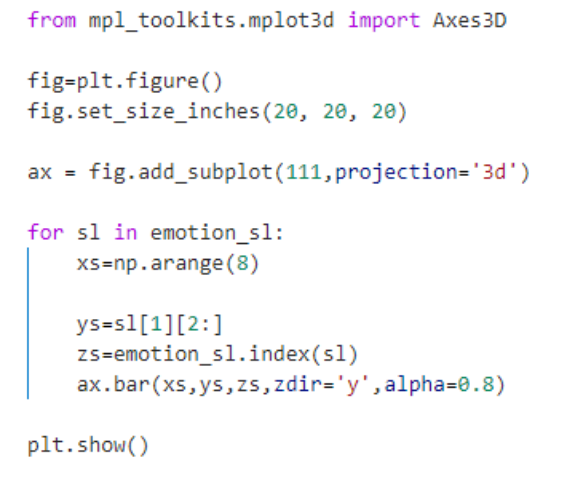 from mpl_toolkits.mplot3d import Axes3D
fig=plt.figure()
fig.set_size_inches(20, 20, 20)
ax = fig.add_subplot(111,projection='3d')
for sl in emotion_sl:
    xs=np.arange(8)
    ys=sl[1][2:]
    zs=emotion_sl.index(sl)
    ax.bar(xs,ys,zs,zdir='y',alpha=0.8)
plt.show()